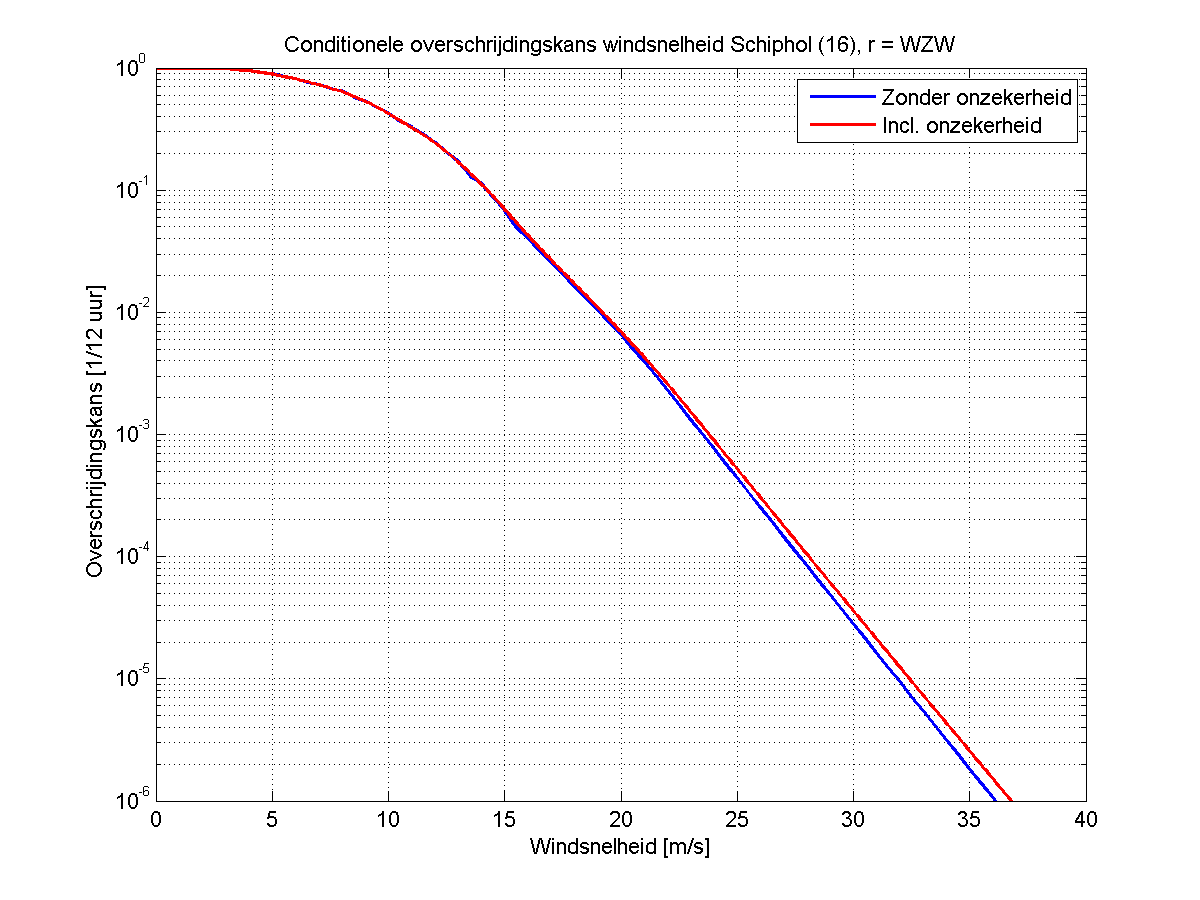 Conditionele overschrijdingskans windsnelheid Schiphol (16), r = WZW
Zonder onzekerheid
Incl. onzekerheid
Overschrijdingskans [1/12 uur]
10^0
10^-1
10^-2
10^-3
10^-4
10^-5
10^-6
0 5 10 15 20 25 30 35 40
Windsnelheid [m/s]